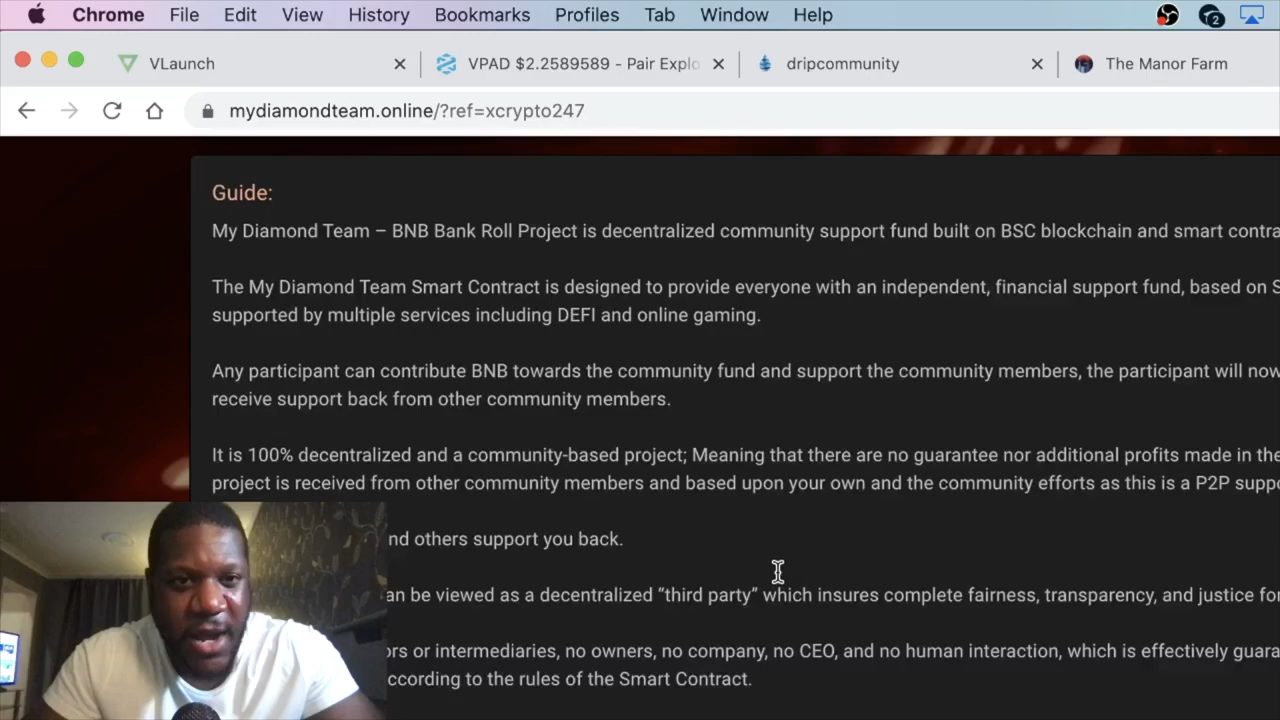 Chrome File Edit View History Bookmarks Profiles Tab Window Help 2
VLaunch VPAD $2.2589589 - Pair Explo dripcommunity The Manor Farm
mydiamondteam.online/?ref=xcrypto247
Guide:
My Diamond Team – BNB Bank Roll Project is decentralized community support fund built on BSC blockchain and smart contra
The My Diamond Team Smart Contract is designed to provide everyone with an independent, financial support fund, based on S
supported by multiple services including DEFI and online gaming.
Any participant can contribute BNB towards the community fund and support the community members, the participant will now
receive support back from other community members.
It is 100% decentralized and a community-based project; Meaning that there are no guarantee nor additional profits made in the
project is received from other community members and based upon your own and the community efforts as this is a P2P suppo
nd others support you back.
an be viewed as a decentralized “third party” which insures complete fairness, transparency, and justice for
ors or intermediaries, no owners, no company, no CEO, and no human interaction, which is effectively guara
ccording to the rules of the Smart Contract.